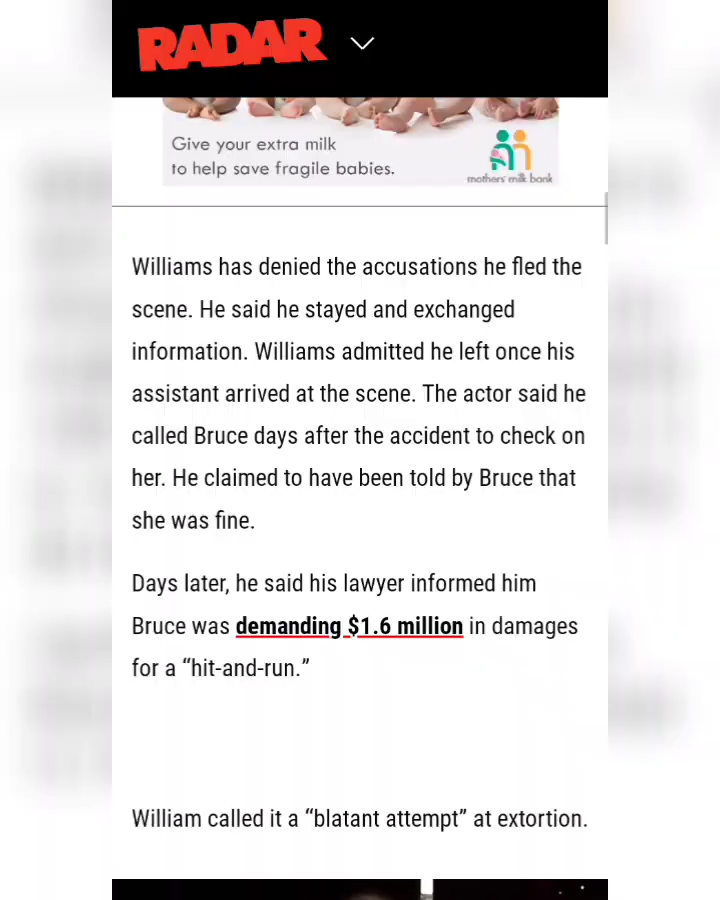 RADAR
Give your extra milk
to help save fragile babies.
mothers' milk bank
Williams has denied the accusations he fled the
scene. He said he stayed and exchanged
information. Williams admitted he left once his
assistant arrived at the scene. The actor said he
called Bruce days after the accident to check on
her. He claimed to have been told by Bruce that
she was fine.
Days later, he said his lawyer informed him
Bruce was demanding $1.6 million in damages
for a “hit-and-run.”
William called it a “blatant attempt” at extortion.